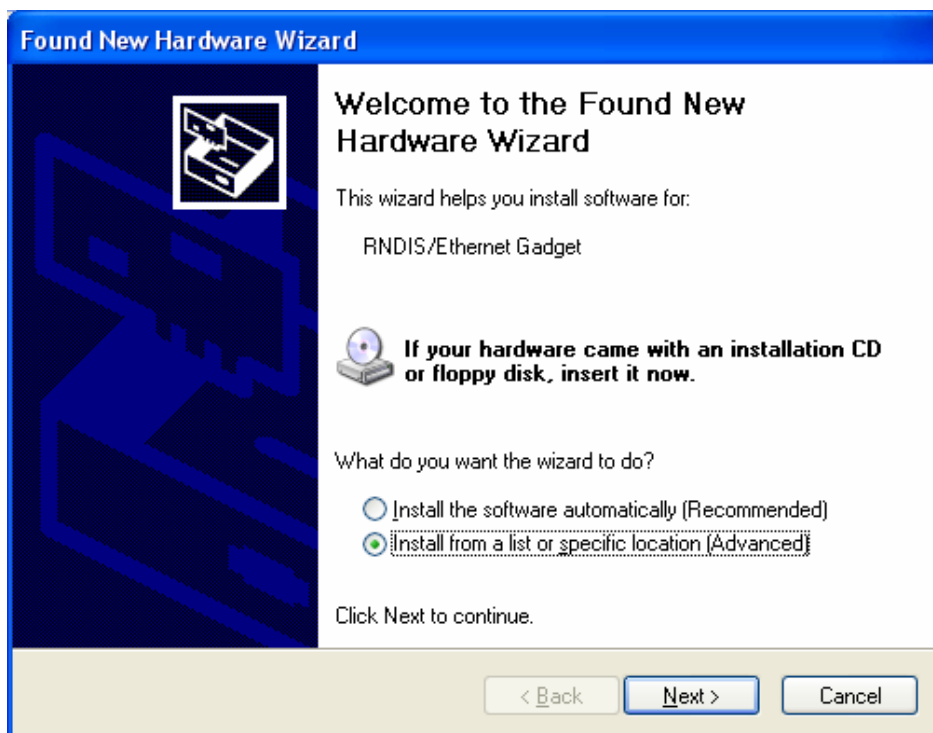 Found New Hardware Wizard
Welcome to the Found New
Hardware Wizard
This wizard helps you install software for:
RNDIS/Ethernet Gadget
If your hardware came with an installation CD
or floppy disk, insert it now.
What do you want the wizard to do?
Install the software automatically (Recommended)
Install from a list or specific location (Advanced)
Click Next to continue.
< Back Next > Cancel